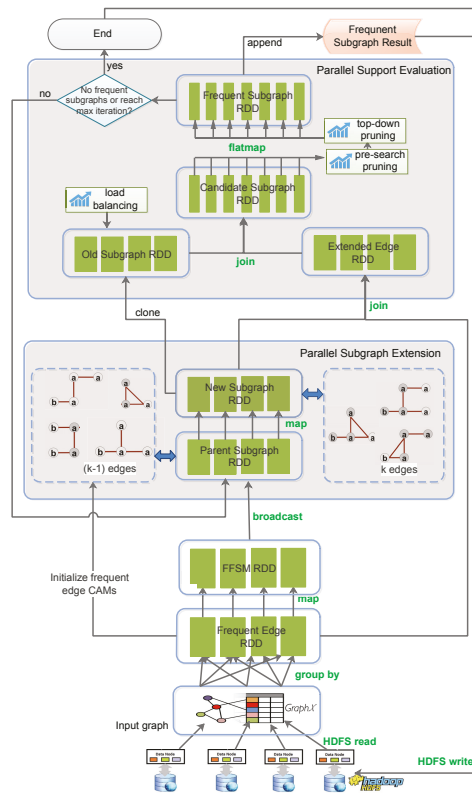 End
append
Frequnent
Subgraph Result
yes
Parallel Support Evaluation
no
No frequent
subgraphs or reach
max iteration?
Frequent Subgraph
RDD
top-down
pruning
flatmap
pre-search
pruning
Candidate Subgraph
RDD
load
balancing
Old Subgraph RDD
Extended Edge
RDD
join
join
clone
Parallel Subgraph Extension
New Subgraph
RDD
a a
b a
a
a a
b a
b a
b a a
(k-1) edges
map
Parent Subgraph
RDD
a a
b a
a
b a
a a
b a
k edges
broadcast
FFSM RDD
Initialize frequent
edge CAMs
map
Frequent Edge
RDD
group by
Input graph
GraphX
HDFS read
Data Node
Data Node
Data Node
Data Node
HDFS write
hadoop
HDFS